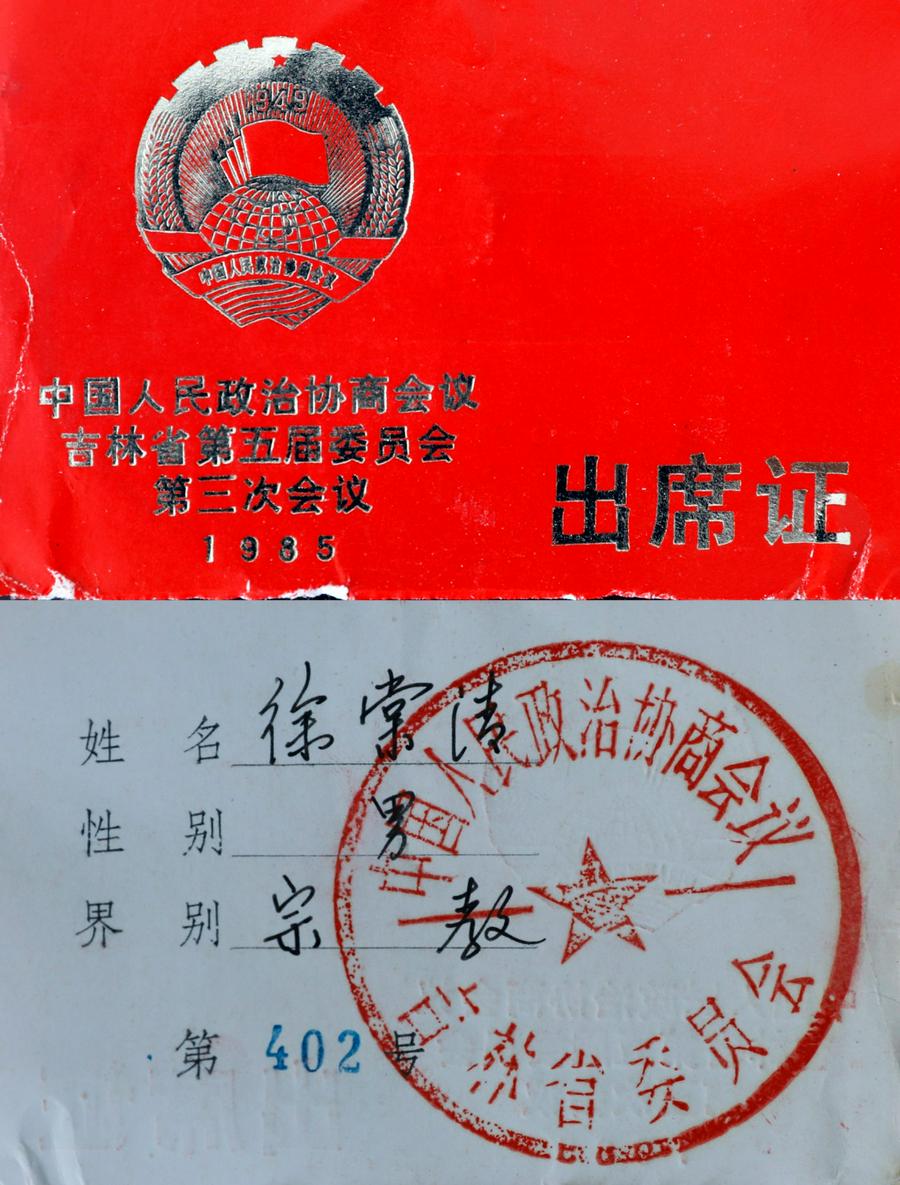 1949
中国人民政治协商会议
中国人民政治协商会议
吉林省第五届委员会
第三次会议
1985
出席证
姓名 徐崇清
性别 男
界别 宗教
第 402 号
中国人民政治协商会议
吉林省委员会